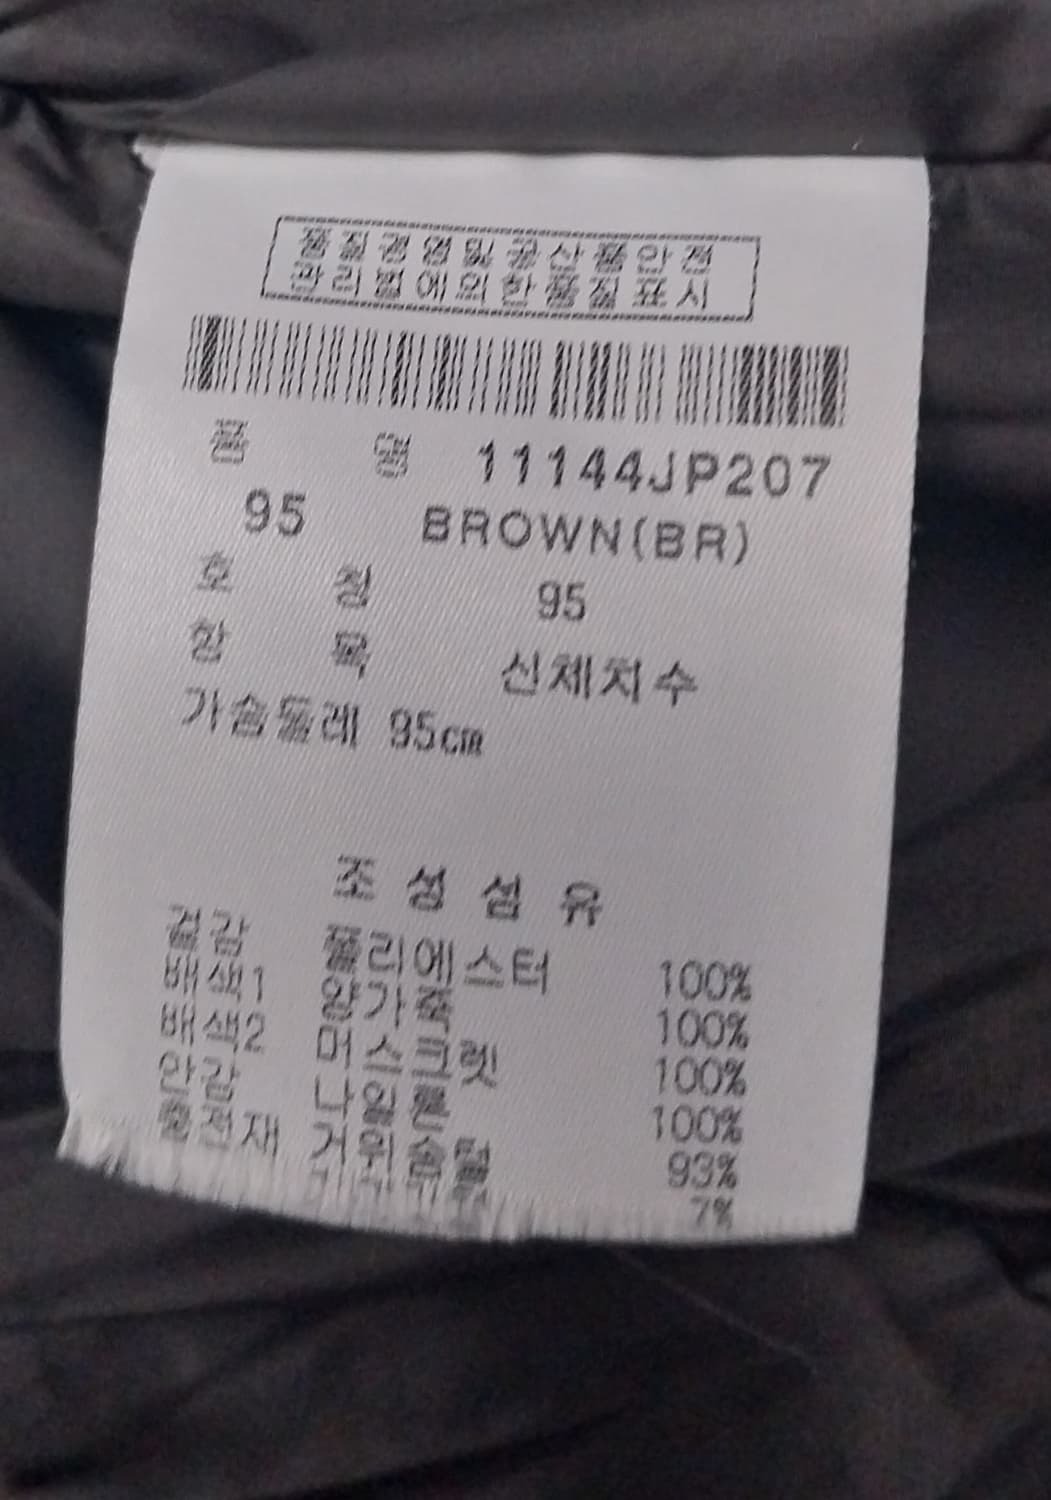 품질경영및공산품안전
관리법에의한품질표시
품 명 11144JP207
95 BROWN(BR)
호 칭 95
항 목 신체치수
가슴둘레 95cm
조성섬유
겉감 폴리에스터 100%
배색1 양가죽 100%
배색2 머스크렛 100%
안감 나일론 100%
충전재 거위솜털 93%
7%